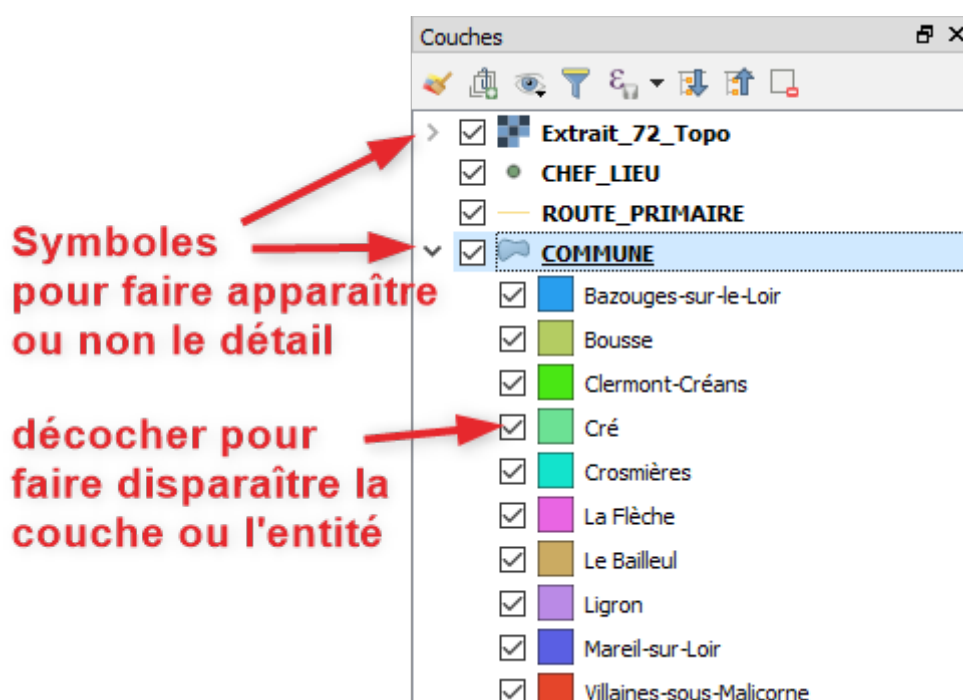 Couches
Extrait_72_Topo
CHEF_LIEU
ROUTE_PRIMAIRE
COMMUNE
Bazouges-sur-le-Loir
Bousse
Clermont-Créans
Cré
Crosmières
La Flèche
Le Bailleul
Ligron
Mareil-sur-Loir
Villaines-sous-Malicorne
Symboles
pour faire apparaître
ou non le détail
décocher pour
faire disparaître la
couche ou l'entité